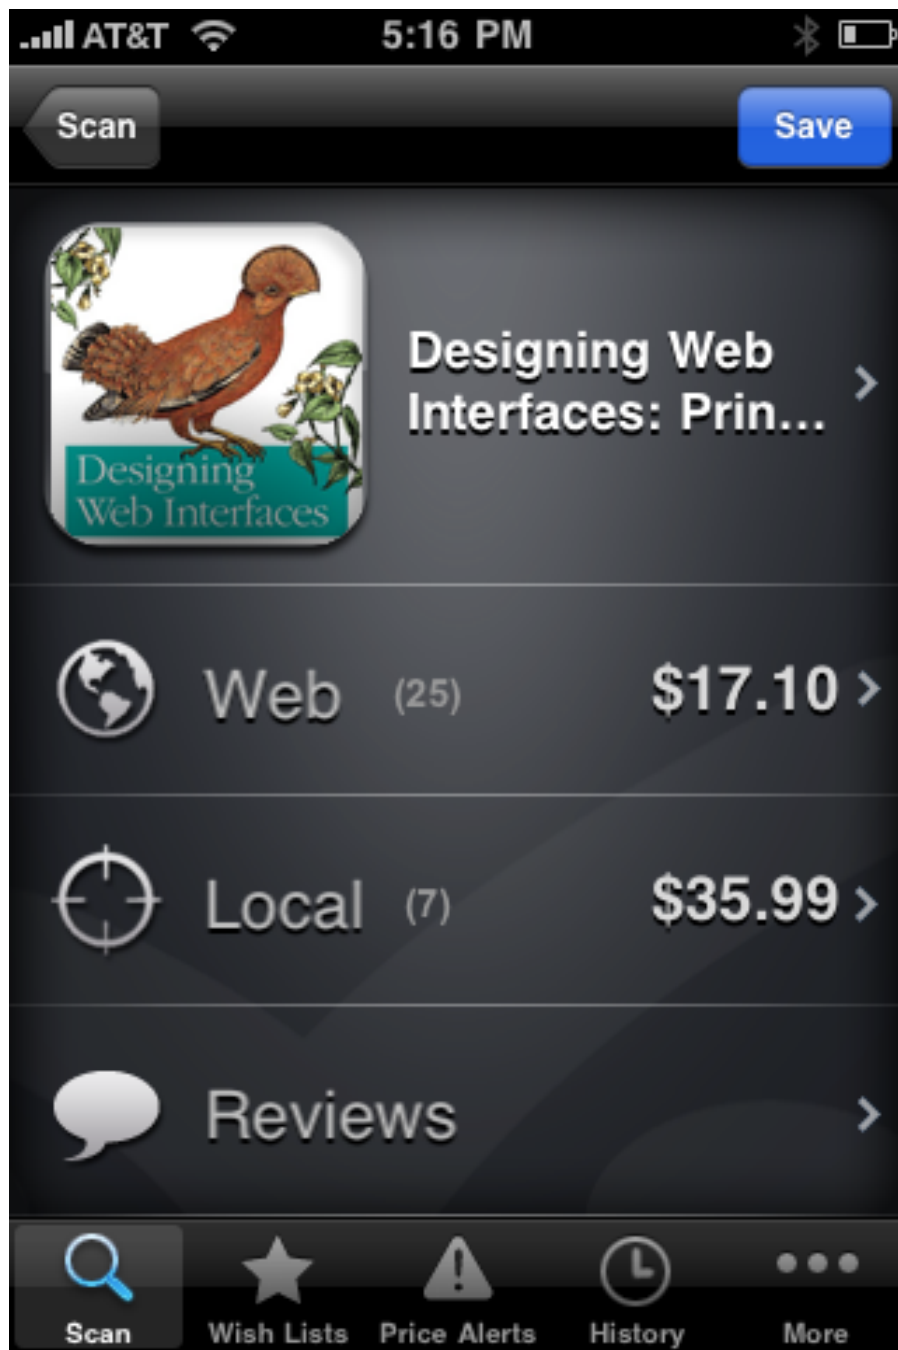 AT&T 5:16 PM
Scan Save
Designing
Web Interfaces
Designing Web
Interfaces: Prin...
Web (25) $17.10
Local (7) $35.99
Reviews
Scan Wish Lists Price Alerts History More